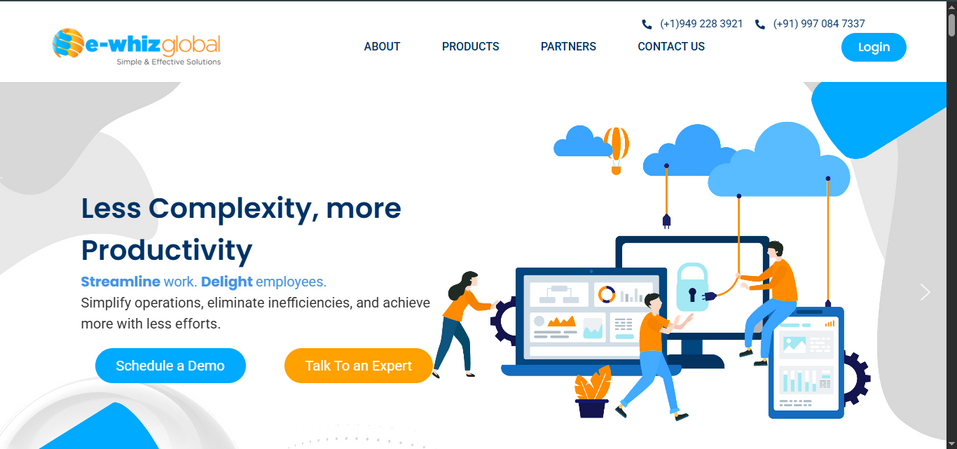 (+1)949 228 3921 (+91) 997 084 7337
e-whiz global
Simple & Effective Solutions
ABOUT PRODUCTS PARTNERS CONTACT US
Login
Less Complexity, more
Productivity
Streamline work. Delight employees.
Simplify operations, eliminate inefficiencies, and achieve
more with less efforts.
Schedule a Demo Talk To an Expert